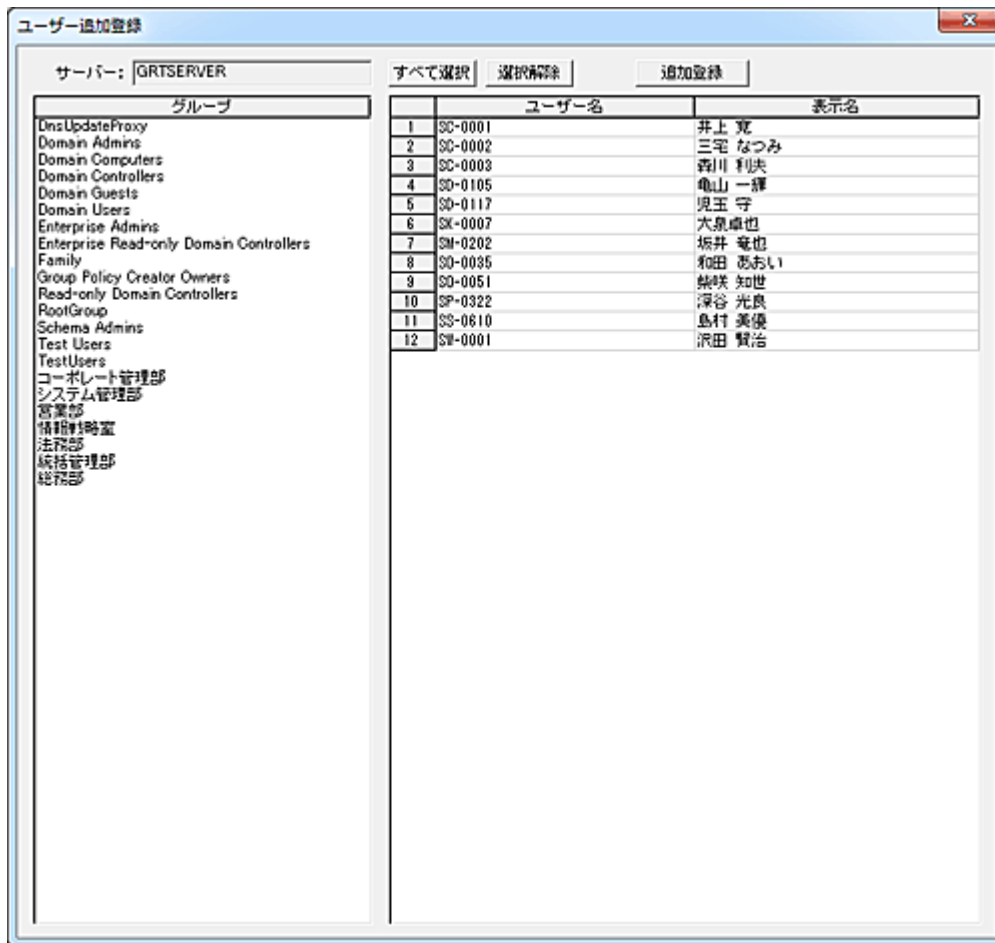 ユーザー追加登録
サーバー: GRTSERVER
すべて選択 選択解除 追加登録
グループ
DnsUpdateProxy
Domain Admins
Domain Computers
Domain Controllers
Domain Guests
Domain Users
Enterprise Admins
Enterprise Read-only Domain Controllers
Family
Group Policy Creator Owners
Read-only Domain Controllers
RootGroup
Schema Admins
Test Users
TestUsers
コーポレート管理部
システム管理部
営業部
情報戦略室
法務部
統括管理部
総務部
ユーザー名 表示名
1 SC-0001 井上 寛
2 SC-0002 三宅 なつみ
3 SC-0003 森川 利夫
4 SD-0105 亀山 一輝
5 SD-0117 児玉 守
6 SK-0007 大泉卓也
7 SM-0202 坂井 竜也
8 SO-0035 和田 あおい
9 SO-0051 柴咲 知世
10 SP-0322 深谷 光良
11 SS-0610 島村 美優
12 SW-0001 沢田 賢治